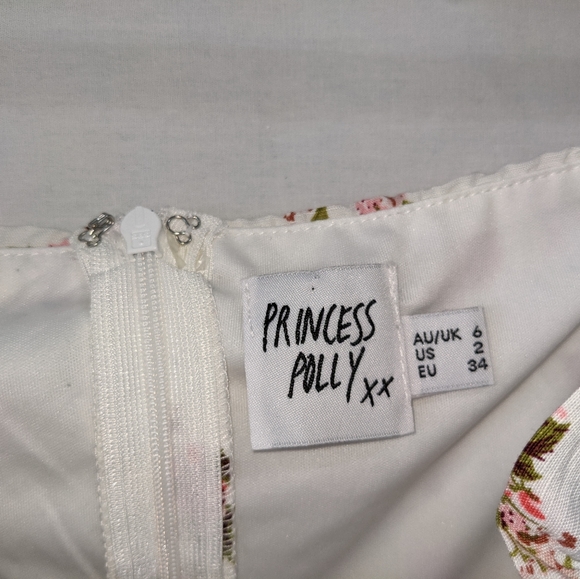 PRINCESS
POLLY xx
AU/UK 6
US 2
EU 34